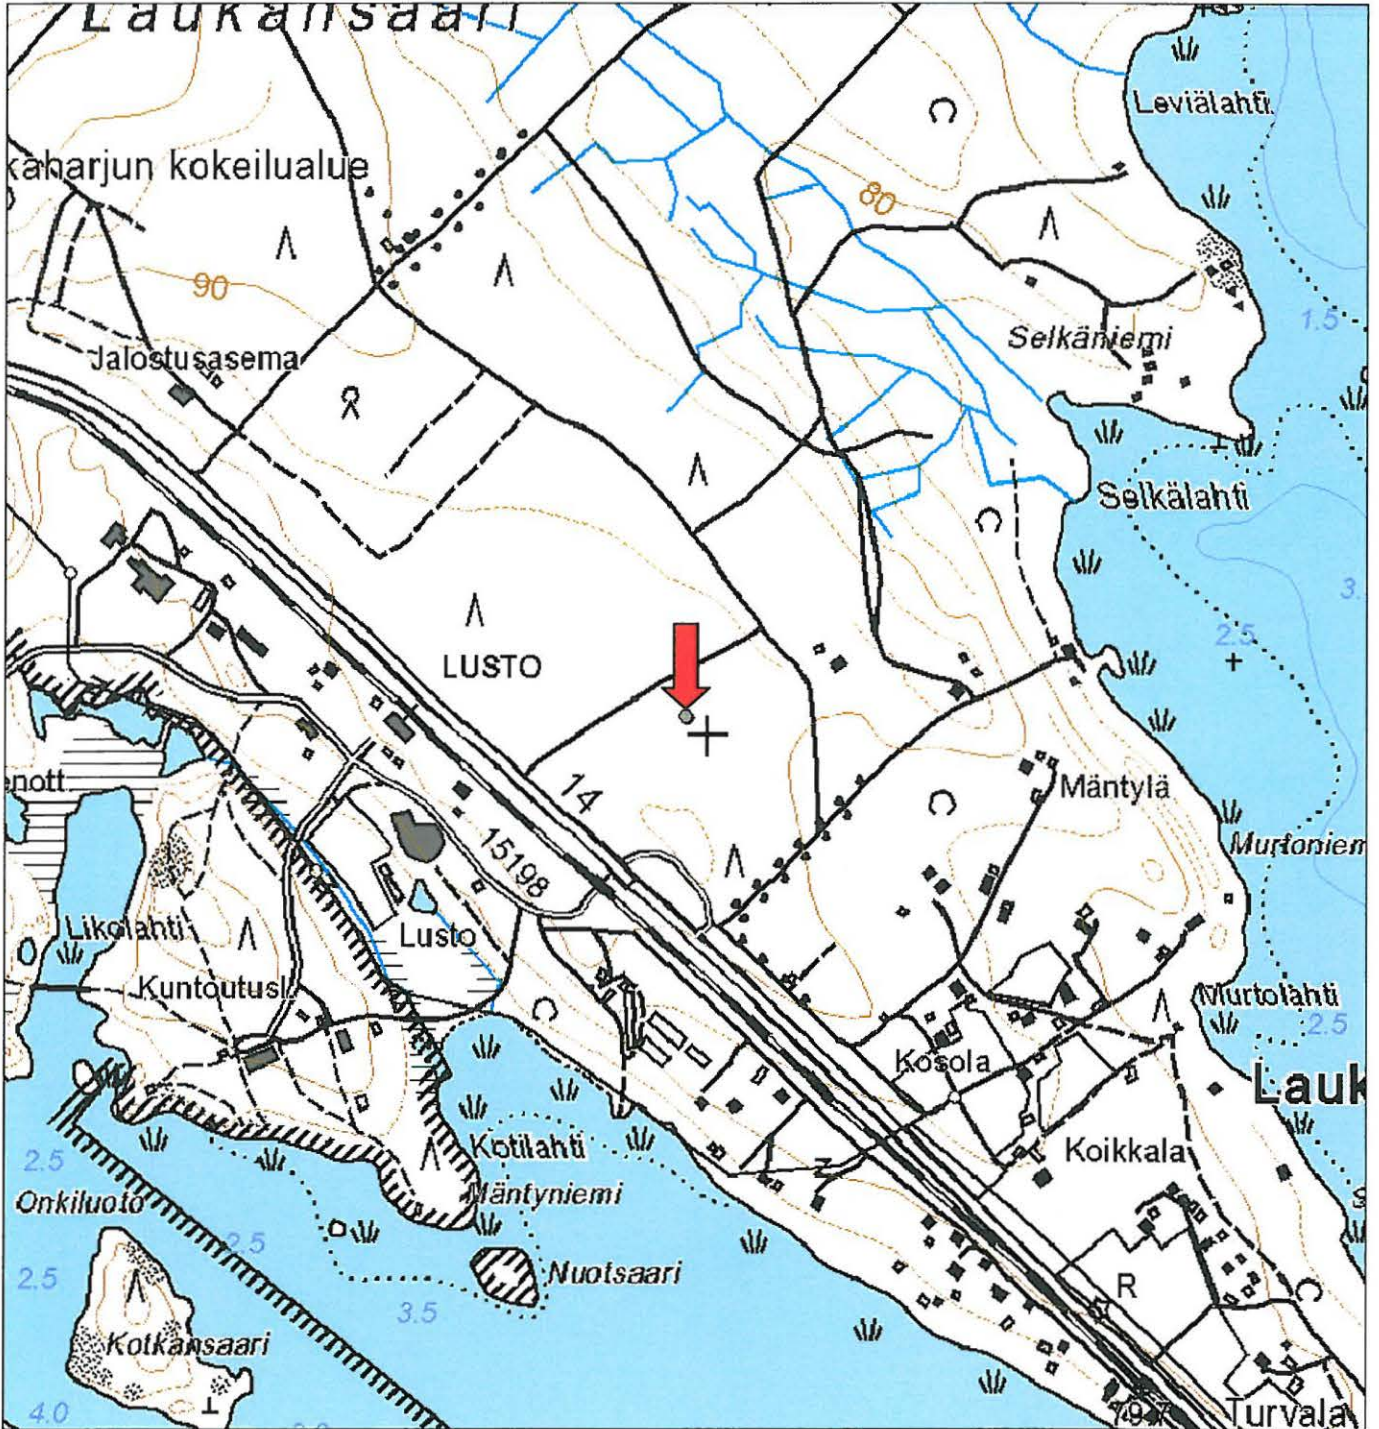 Laukansaari
Leviälahti
kaharjun kokeilualue
80
90
1.5
Selkäniemi
Jalostusasema
Selkälahti
3.
2.5
LUSTO
enott.
14
Mäntylä
15198
Murtoniem
Likolahti
Lusto
Kuntoutusl.
Murtolahti
2.5
Kosola
Lauk
Kotilahti
Koikkala
2.5
Onkiluoto
Mäntyniemi
2.5
2.5
Nuotsaari
R
3.5
Kotkansaari
4.0
79.7
Turvala